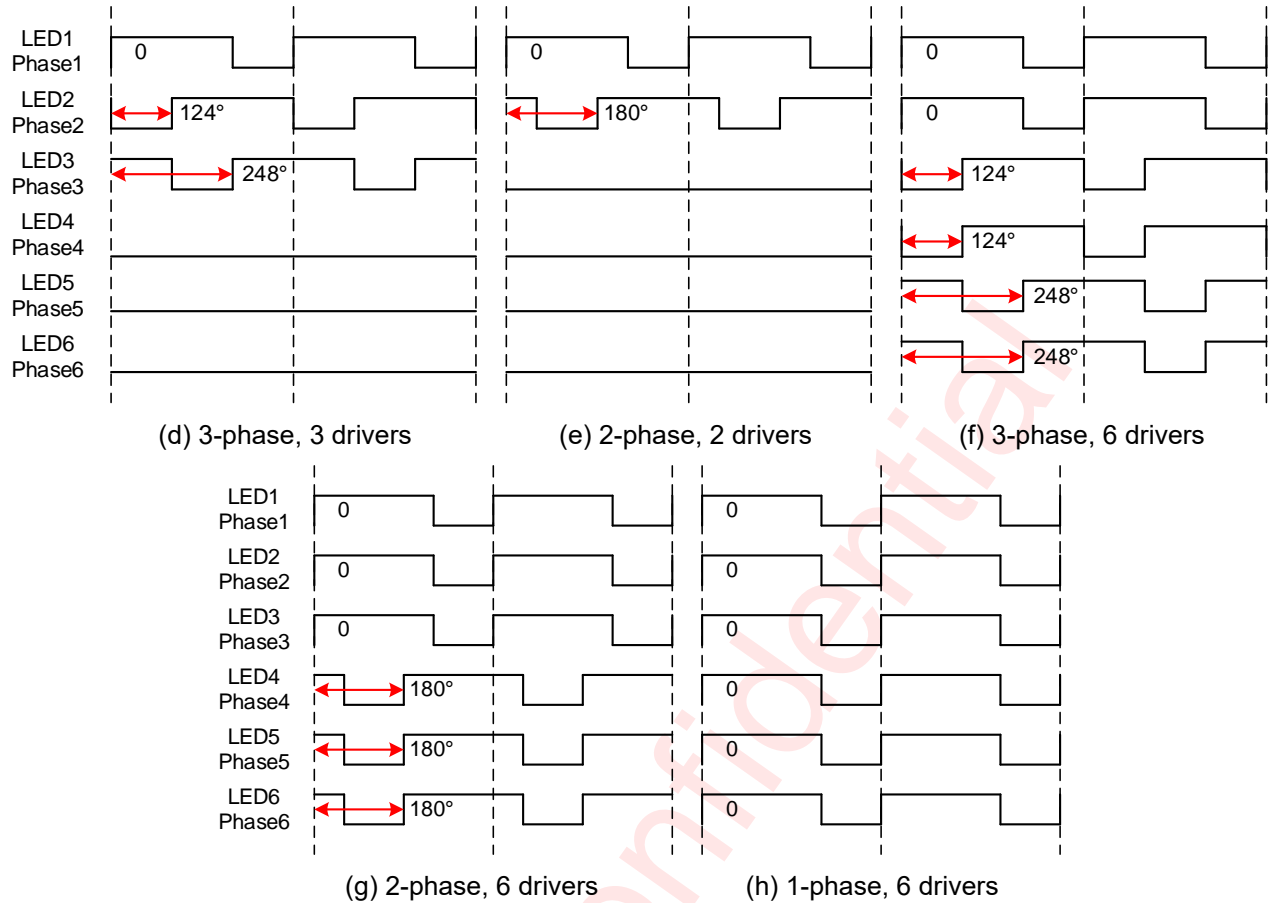 LED1
Phase1
0
0
0
LED2
Phase2
124°
180°
0
LED3
Phase3
248°
124°
LED4
Phase4
124°
LED5
Phase5
248°
LED6
Phase6
248°
(d) 3-phase, 3 drivers
(e) 2-phase, 2 drivers
(f) 3-phase, 6 drivers
LED1
Phase1
0
0
LED2
Phase2
0
0
LED3
Phase3
0
0
LED4
Phase4
180°
0
LED5
Phase5
180°
0
LED6
Phase6
180°
0
(g) 2-phase, 6 drivers
(h) 1-phase, 6 drivers
onfidential